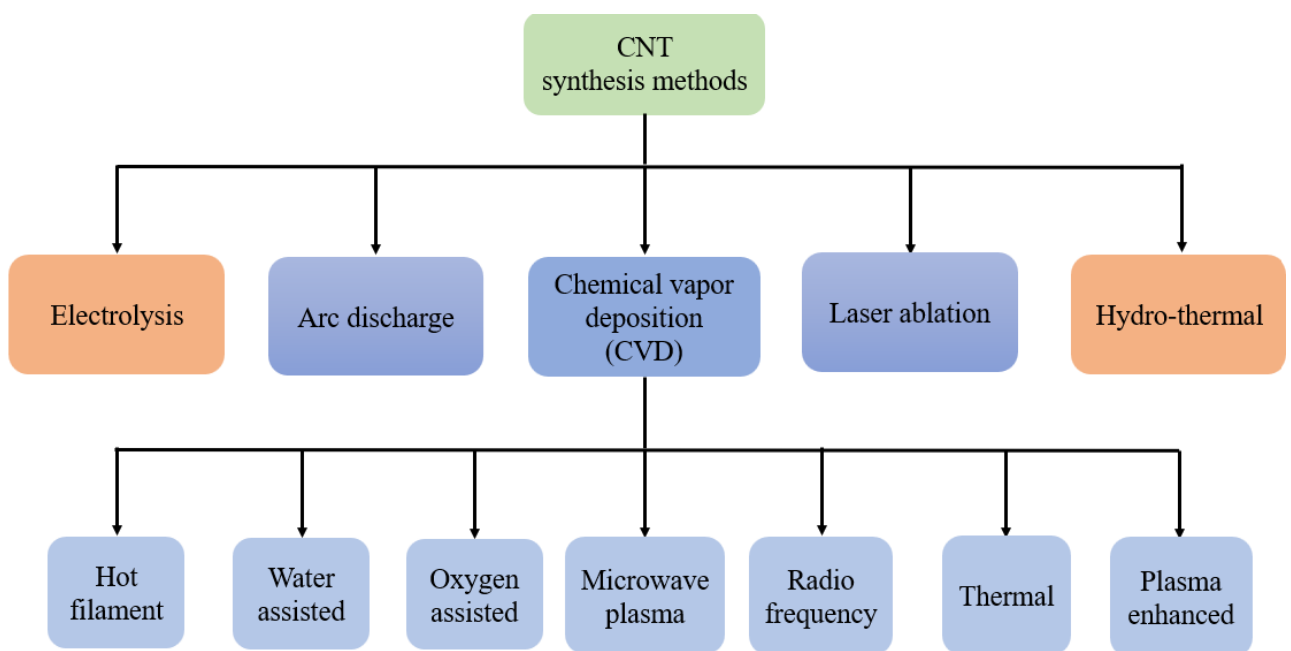 CNT
synthesis methods
Electrolysis
Arc discharge
Chemical vapor
deposition
(CVD)
Laser ablation
Hydro-thermal
Hot
filament
Water
assisted
Oxygen
assisted
Microwave
plasma
Radio
frequency
Thermal
Plasma
enhanced